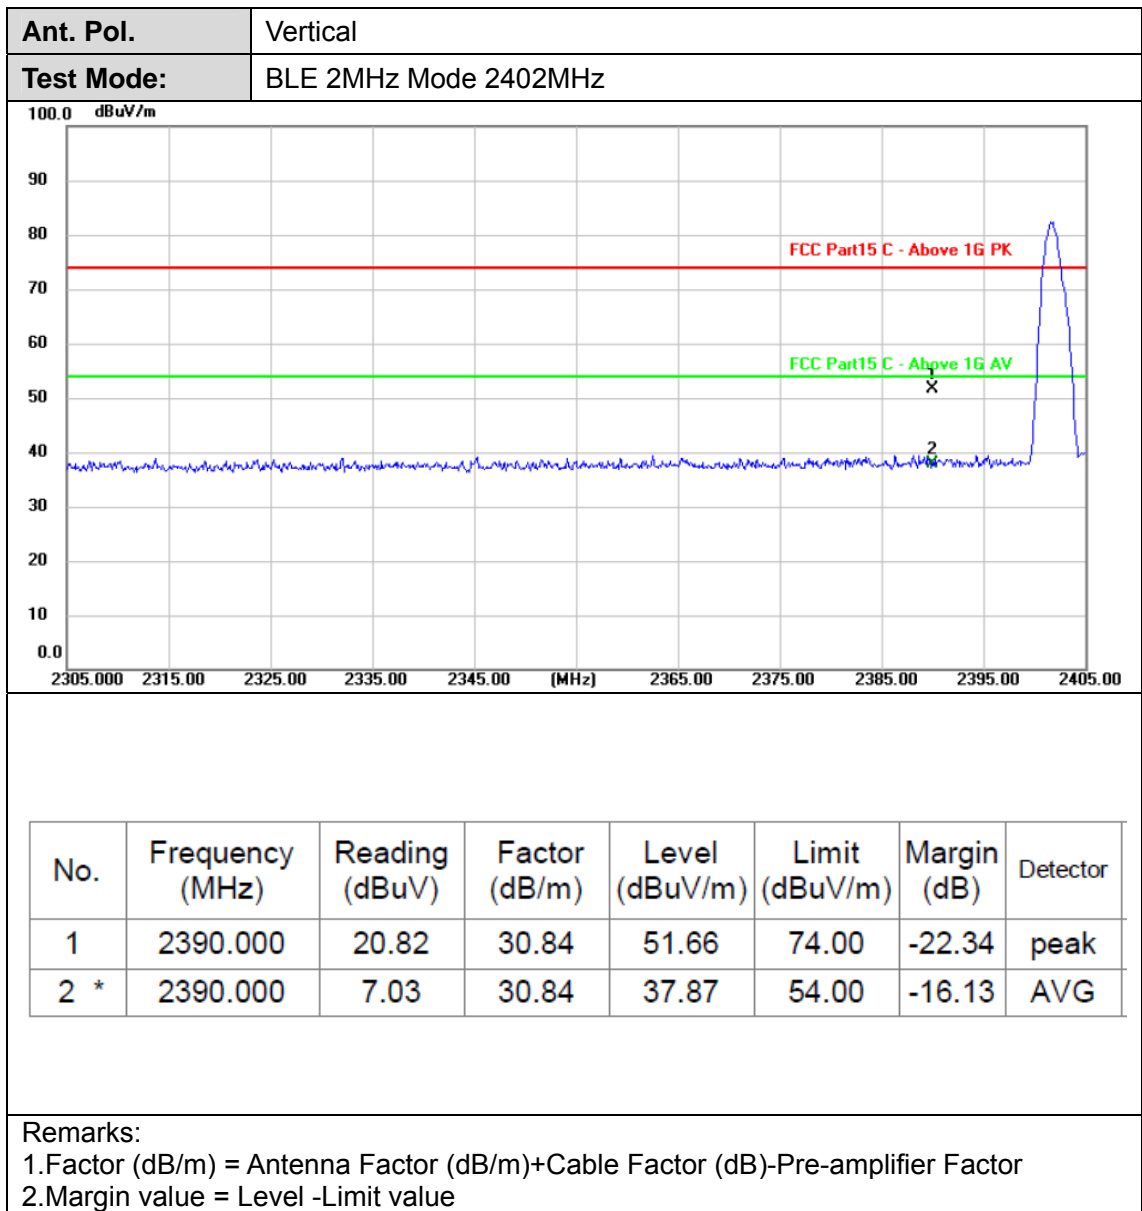 Ant. Pol. Vertical
Test Mode: BLE 2MHz Mode 2402MHz
100.0 dBuV/m
90
80
FCC Part15 C - Above 1G PK
70
60
FCC Part15 C - Above 1G AV
1
50
X
40
2
X
30
20
10
0.0
2305.000 2315.00 2325.00 2335.00 2345.00 (MHz) 2365.00 2375.00 2385.00 2395.00 2405.00
No. Frequency (MHz) Reading (dBuV) Factor (dB/m) Level (dBuV/m) Limit (dBuV/m) Margin (dB) Detector
1 2390.000 20.82 30.84 51.66 74.00 -22.34 peak
2 * 2390.000 7.03 30.84 37.87 54.00 -16.13 AVG
Remarks:
1.Factor (dB/m) = Antenna Factor (dB/m)+Cable Factor (dB)-Pre-amplifier Factor
2.Margin value = Level -Limit value